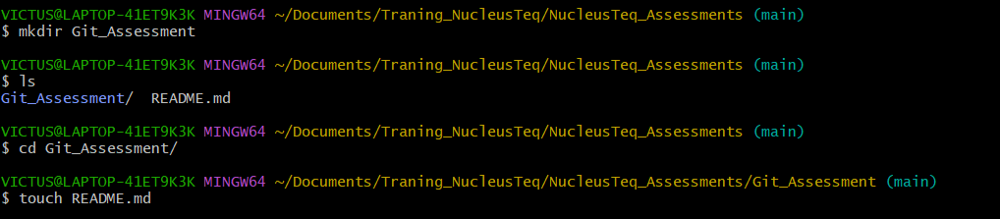 VICTUS@LAPTOP-41ET9K3K MINGW64 ~/Documents/Traning_NucleusTeq/NucleusTeq_Assessments (main)
$ mkdir Git_Assessment
VICTUS@LAPTOP-41ET9K3K MINGW64 ~/Documents/Traning_NucleusTeq/NucleusTeq_Assessments (main)
$ ls
Git_Assessment/  README.md
VICTUS@LAPTOP-41ET9K3K MINGW64 ~/Documents/Traning_NucleusTeq/NucleusTeq_Assessments (main)
$ cd Git_Assessment/
VICTUS@LAPTOP-41ET9K3K MINGW64 ~/Documents/Traning_NucleusTeq/NucleusTeq_Assessments/Git_Assessment (main)
$ touch README.md